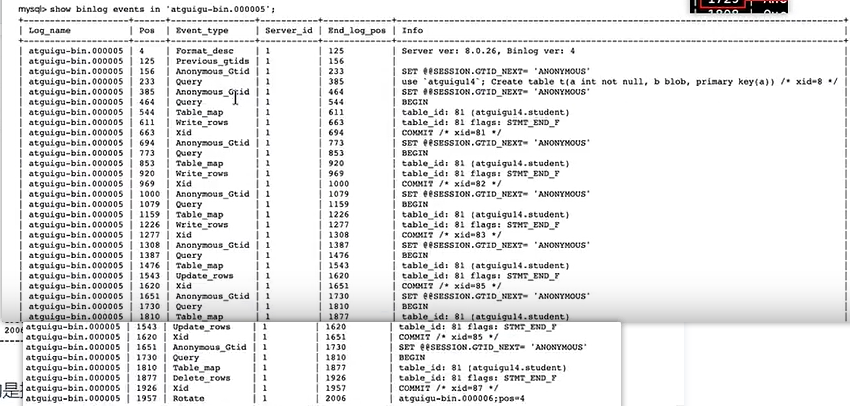 mysql> show binlog events in 'atguigu-bin.000005';
| Log_name | Pos | Event_type | Server_id | End_log_pos | Info
| atguigu-bin.000005 | 4 | Format_desc | 1 | 125 | Server ver: 8.0.26, Binlog ver: 4
| atguigu-bin.000005 | 125 | Previous_gtids | 1 | 156 |
| atguigu-bin.000005 | 156 | Anonymous_Gtid | 1 | 233 | SET @@SESSION.GTID_NEXT= 'ANONYMOUS'
| atguigu-bin.000005 | 233 | Query | 1 | 385 | use `atguigu14`; Create table t(a int not null, b blob, primary key(a)) /* xid=8 */
| atguigu-bin.000005 | 385 | Anonymous_Gtid | 1 | 464 | SET @@SESSION.GTID_NEXT= 'ANONYMOUS'
| atguigu-bin.000005 | 464 | Query | 1 | 544 | BEGIN
| atguigu-bin.000005 | 544 | Table_map | 1 | 611 | table_id: 81 (atguigu14.student)
| atguigu-bin.000005 | 611 | Write_rows | 1 | 663 | table_id: 81 flags: STMT_END_F
| atguigu-bin.000005 | 663 | Xid | 1 | 694 | COMMIT /* xid=81 */
| atguigu-bin.000005 | 694 | Anonymous_Gtid | 1 | 773 | SET @@SESSION.GTID_NEXT= 'ANONYMOUS'
| atguigu-bin.000005 | 773 | Query | 1 | 853 | BEGIN
| atguigu-bin.000005 | 853 | Table_map | 1 | 920 | table_id: 81 (atguigu14.student)
| atguigu-bin.000005 | 920 | Write_rows | 1 | 969 | table_id: 81 flags: STMT_END_F
| atguigu-bin.000005 | 969 | Xid | 1 | 1000 | COMMIT /* xid=82 */
| atguigu-bin.000005 | 1000 | Anonymous_Gtid | 1 | 1079 | SET @@SESSION.GTID_NEXT= 'ANONYMOUS'
| atguigu-bin.000005 | 1079 | Query | 1 | 1159 | BEGIN
| atguigu-bin.000005 | 1159 | Table_map | 1 | 1226 | table_id: 81 (atguigu14.student)
| atguigu-bin.000005 | 1226 | Write_rows | 1 | 1277 | table_id: 81 flags: STMT_END_F
| atguigu-bin.000005 | 1277 | Xid | 1 | 1308 | COMMIT /* xid=83 */
| atguigu-bin.000005 | 1308 | Anonymous_Gtid | 1 | 1387 | SET @@SESSION.GTID_NEXT= 'ANONYMOUS'
| atguigu-bin.000005 | 1387 | Query | 1 | 1476 | BEGIN
| atguigu-bin.000005 | 1476 | Table_map | 1 | 1543 | table_id: 81 (atguigu14.student)
| atguigu-bin.000005 | 1543 | Update_rows | 1 | 1620 | table_id: 81 flags: STMT_END_F
| atguigu-bin.000005 | 1620 | Xid | 1 | 1651 | COMMIT /* xid=85 */
| atguigu-bin.000005 | 1651 | Anonymous_Gtid | 1 | 1730 | SET @@SESSION.GTID_NEXT= 'ANONYMOUS'
| atguigu-bin.000005 | 1730 | Query | 1 | 1810 | BEGIN
| atguigu-bin.000005 | 1810 | Table_map | 1 | 1877 | table_id: 81 (atguigu14.student)
atguigu-bin.000005 | 1543 | Update_rows | 1 | 1620 | table_id: 81 flags: STMT_END_F
atguigu-bin.000005 | 1620 | Xid | 1 | 1651 | COMMIT /* xid=85 */
atguigu-bin.000005 | 1651 | Anonymous_Gtid | 1 | 1730 | SET @@SESSION.GTID_NEXT= 'ANONYMOUS'
atguigu-bin.000005 | 1730 | Query | 1 | 1810 | BEGIN
atguigu-bin.000005 | 1810 | Table_map | 1 | 1877 | table_id: 81 (atguigu14.student)
atguigu-bin.000005 | 1877 | Delete_rows | 1 | 1926 | table_id: 81 flags: STMT_END_F
atguigu-bin.000005 | 1926 | Xid | 1 | 1957 | COMMIT /* xid=87 */
atguigu-bin.000005 | 1957 | Rotate | 1 | 2006 | atguigu-bin.000006;pos=4